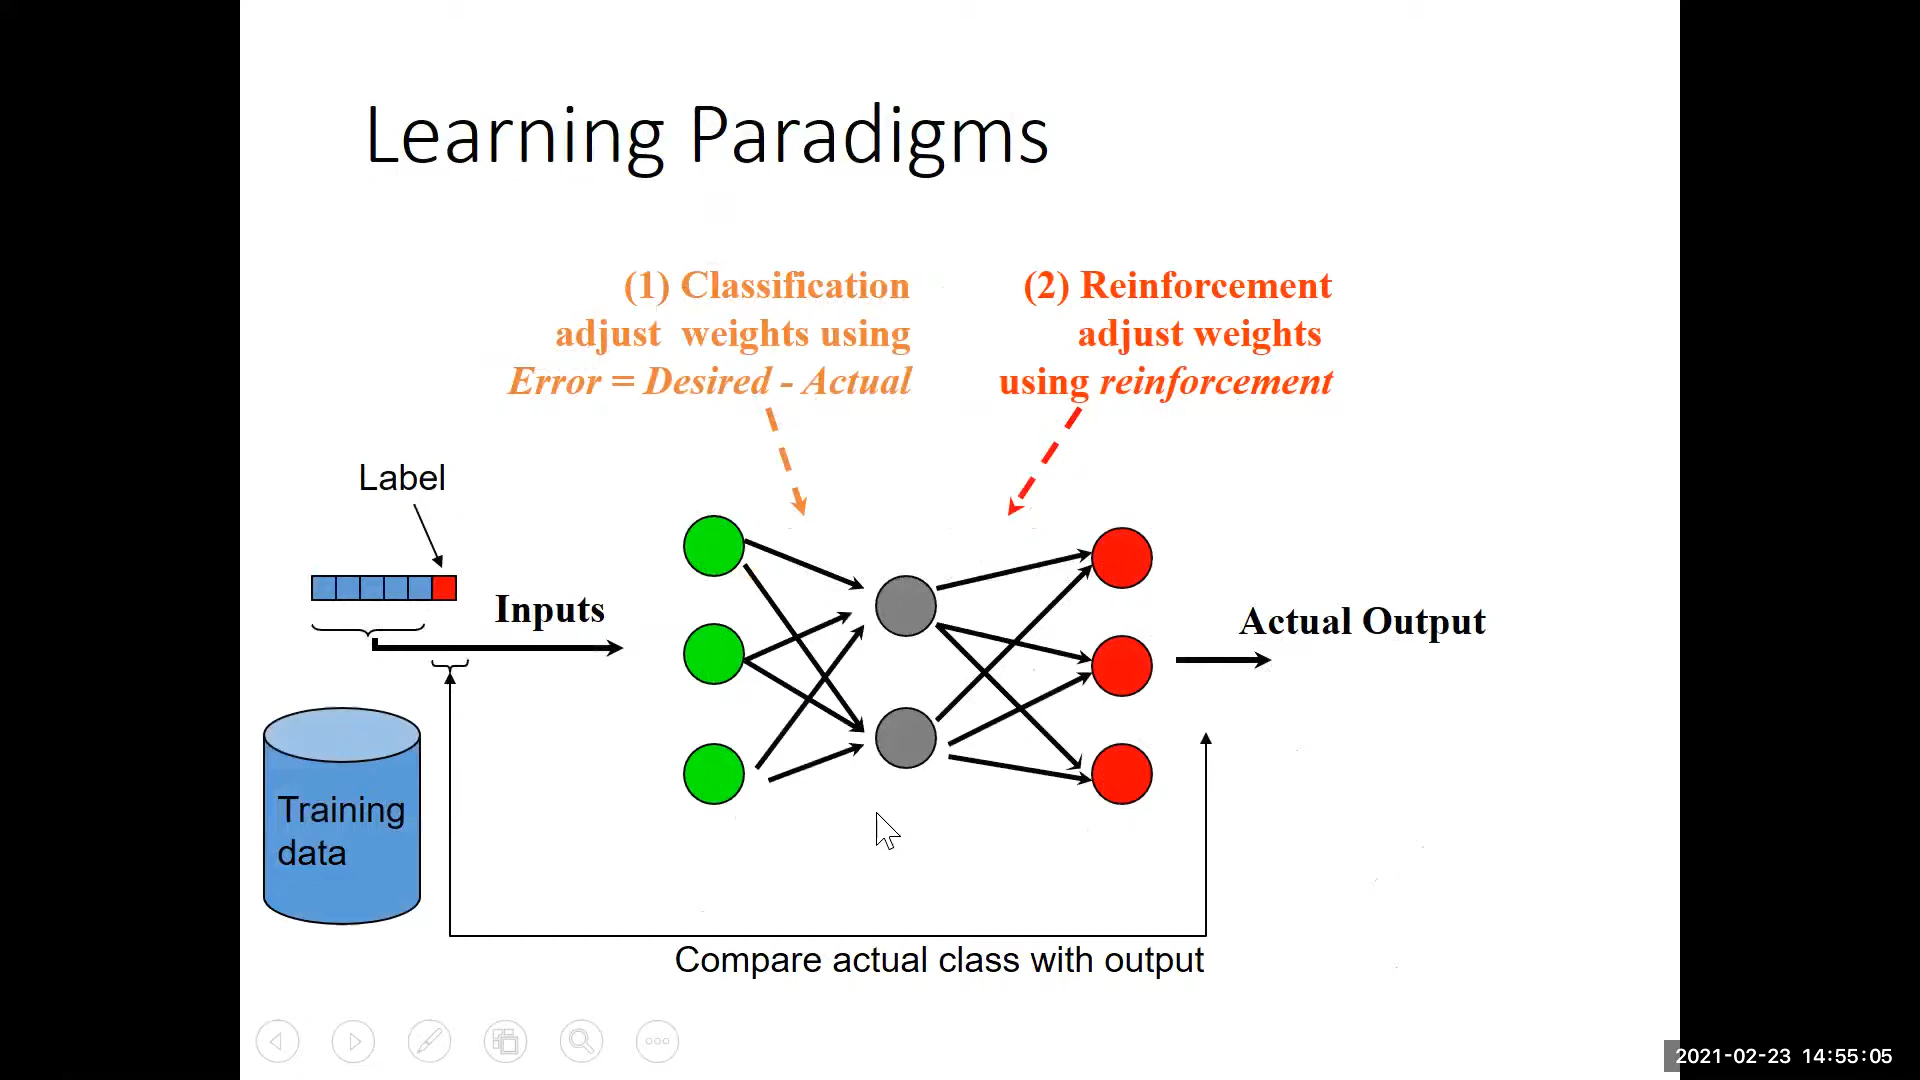 Learning Paradigms
(1) Classification
adjust weights using
Error = Desired - Actual
(2) Reinforcement
adjust weights
using reinforcement
Label
Inputs
Actual Output
Training
data
Compare actual class with output
2021-02-23 14:55:05